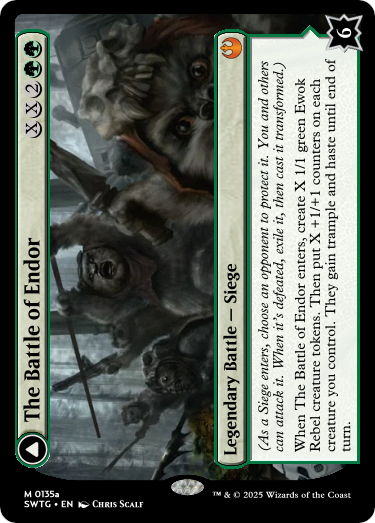 The Battle of Endor
XX2
Legendary Battle — Siege
(As a Siege enters, choose an opponent to protect it. You and others
can attack it. When it's defeated, exile it, then cast it transformed.)
When The Battle of Endor enters, create X 1/1 green Ewok
Rebel creature tokens. Then put X +1/+1 counters on each
creature you control. They gain trample and haste until end of
turn.
6
M 0135a
SWTG • EN Chris Scalf
™ & © 2025 Wizards of the Coast